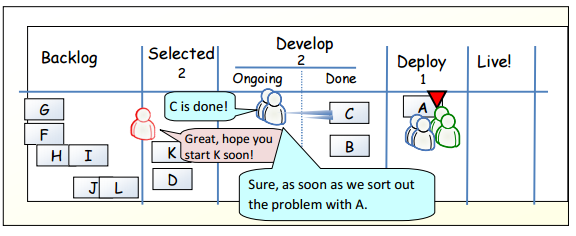 Backlog
Selected
2
Develop
2
Ongoing
Done
Deploy
1
Live!
G
F
H
I
J
L
K
D
C is done!
Great, hope you
start K soon!
C
B
A
Sure, as soon as we sort out
the problem with A.